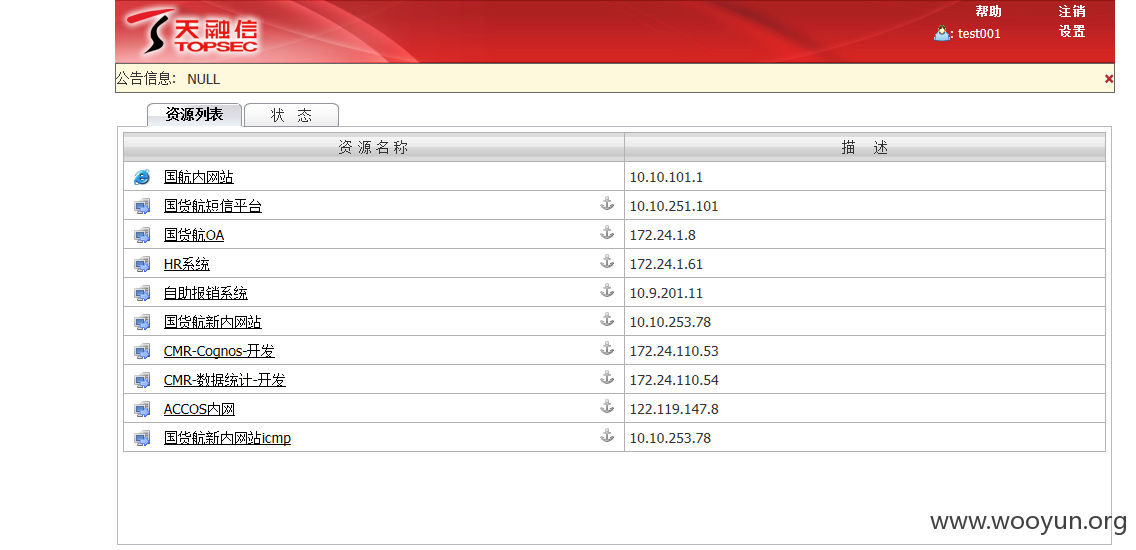 天融信 TOPSEC
帮助 注销
: test001 设置
公告信息： NULL
资源列表 状 态
资 源 名 称 描 述
国航内网站 10.10.101.1
国货航短信平台 10.10.251.101
国货航OA 172.24.1.8
HR系统 172.24.1.61
自助报销系统 10.9.201.11
国货航新内网站 10.10.253.78
CMR-Cognos-开发 172.24.110.53
CMR-数据统计-开发 172.24.110.54
ACCOS内网 122.119.147.8
国货航新内网站icmp 10.10.253.78
www.wooyun.org